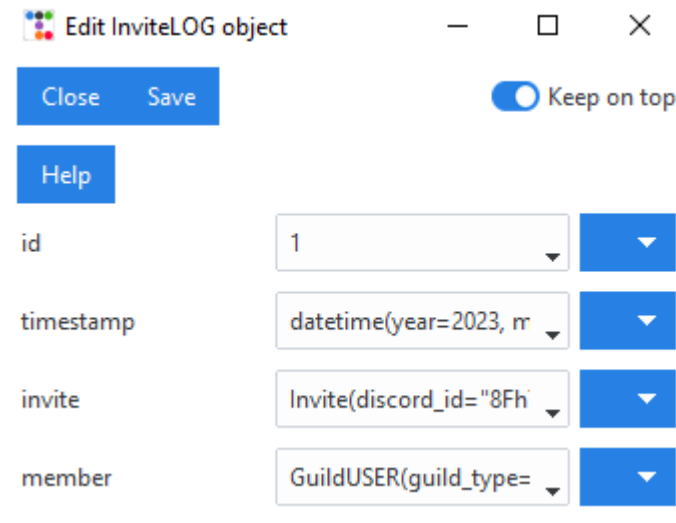 Edit InviteLOG object
Close Save Keep on top
Help
id 1
timestamp datetime(year=2023, m
invite Invite(discord_id="8Fh
member GuildUSER(guild_type=